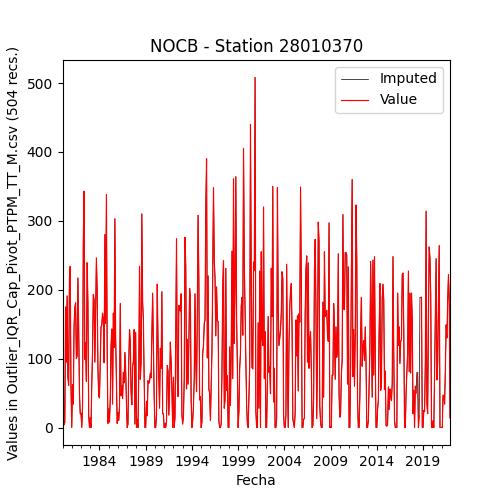 NOCB - Station 28010370
Values in Outlier_IQR_Cap_Pivot_PTPM_TT_M.csv (504 recs.)
500
400
300
200
100
0
Imputed
Value
1984 1989 1994 1999 2004 2009 2014 2019
Fecha